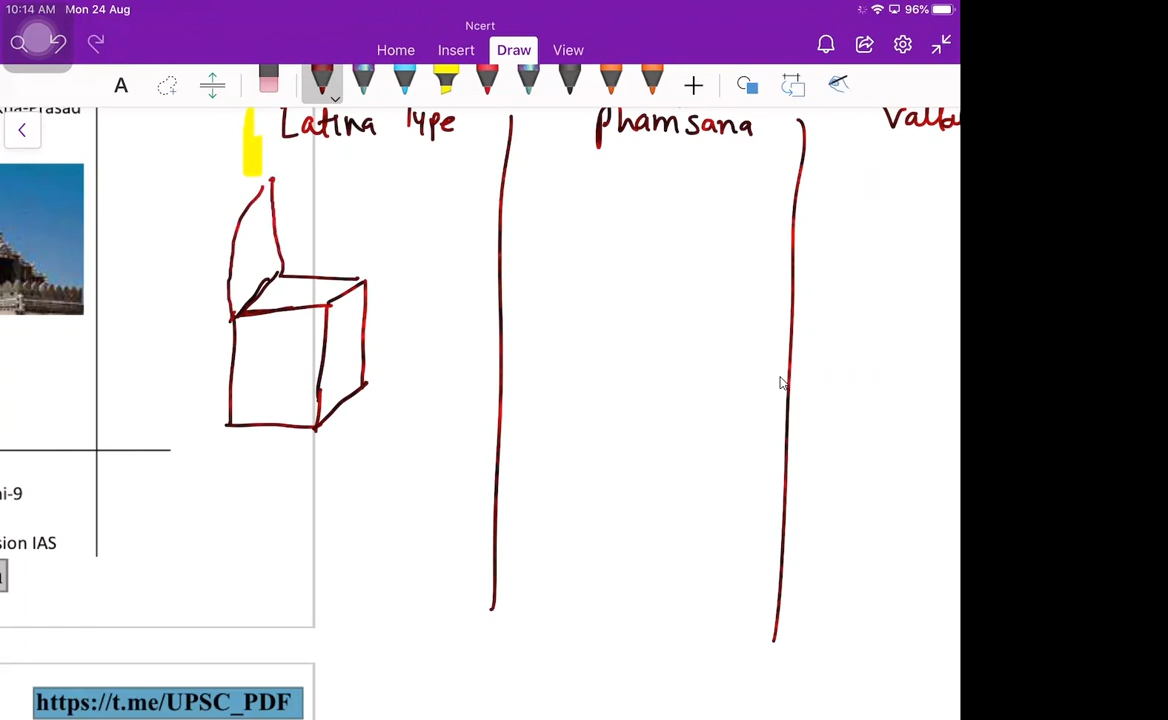 10:14 AM Mon 24 Aug
96%
Ncert
Home Insert Draw View
A
Latina Type
phamsana
ni-9
sion IAS
https://t.me/UPSC_PDF